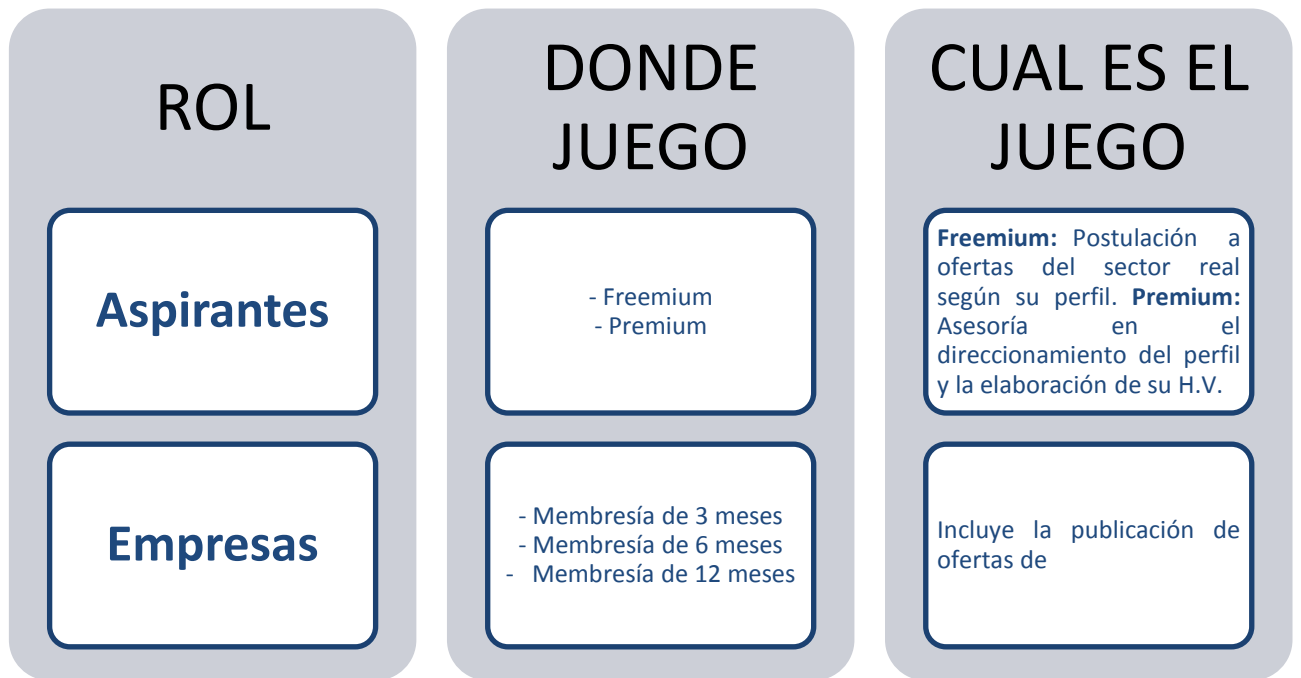 ROL
Aspirantes
Empresas
DONDE
JUEGO
- Freemium
- Premium
- Membresía de 3 meses
- Membresía de 6 meses
- Membresía de 12 meses
CUAL ES EL
JUEGO
Freemium: Postulación a
ofertas del sector real
según su perfil. Premium:
Asesoría en el
direccionamiento del perfil
y la elaboración de su H.V.
Incluye la publicación de
ofertas de